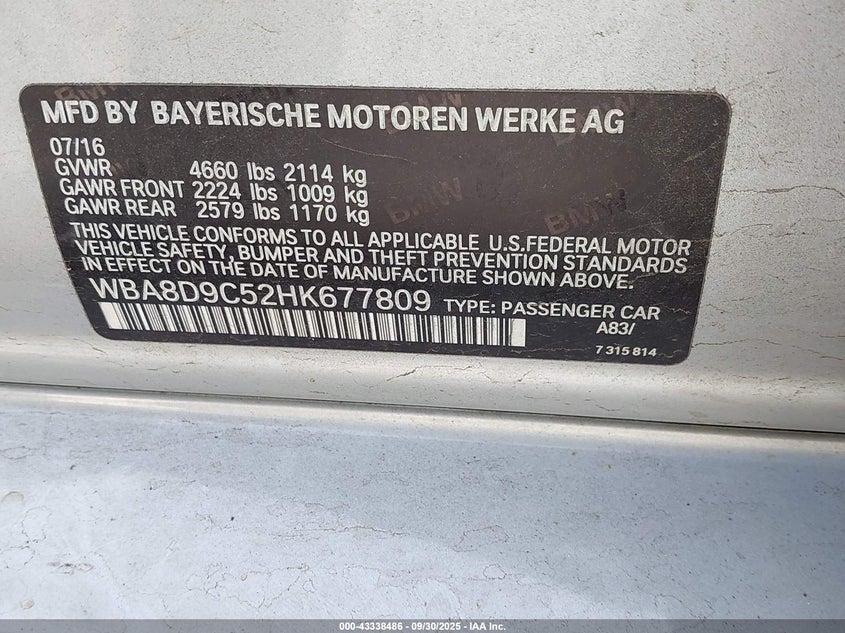 MFD BY BAYERISCHE MOTOREN WERKE AG
07/16
GVWR 4660 lbs 2114 kg
GAWR FRONT 2224 lbs 1009 kg
GAWR REAR 2579 lbs 1170 kg
THIS VEHICLE CONFORMS TO ALL APPLICABLE U.S.FEDERAL MOTOR
VEHICLE SAFETY, BUMPER AND THEFT PREVENTION STANDARDS
IN EFFECT ON THE DATE OF MANUFACTURE SHOWN ABOVE.
WBA8D9C52HK677809 TYPE: PASSENGER CAR
A83/
7 315 814
BMW
BMW
000-43338486 - 09/30/2025 - IAA Inc.